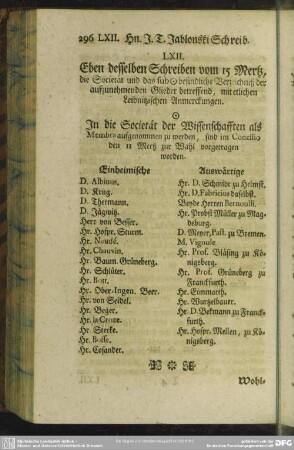 296 LXII. Hn. J. T. Jablonski Schreib.
LXII.
Eben desselben Schreiben vom 15 Mertz,
die Societät und das sub ⊙ befindliche Verzeichniß der
aufzunehmenden Glieder betreffend, mit etlichen
Leibnitzischen Anmerckungen.
⊙
In die Societät der Wissenschafften als
Membra aufgenommen zu werden, sind im Concilio
den 11 Mertz zur Wahl vorgetragen
worden.
Einheimische
D. Albinus.
D. Krug.
D. Thermann.
D. Jägwitz.
Herr von Besser.
Hr. Hofpr. Sturm.
Hr. Naudé.
Hr. Chauvin.
Hr. Baum. Grüneberg.
Hr. Schlüter.
Hr. Bott.
Hr. Ober-Ingen. Beer.
Hr. von Seidel.
Hr. Beger.
Hr. la Croze.
Hr. Stercke.
Hr.
Hr. Cosander.
Auswärtige
Hr. D. Schmidt zu Helmst.
Hr. D. Fabricius daselbst.
Beyde Herren Bernoulli.
Hr. Probst Müller zu Mag-
deburg.
D. Meyer, Past. zu Bremen.
M. Vignole
Hr. Prof. Bläsing zu Kö-
nigsberg.
Hr. Prof. Grüneberg zu
Franckfurth.
Hr. Eimmarth.
Hr. Wurtzelbauer.
Hr. D. Bekmann zu Franck-
furth.
Hr. Hofpr. Mellen, zu Kö-
nigsberg.
Wohl-